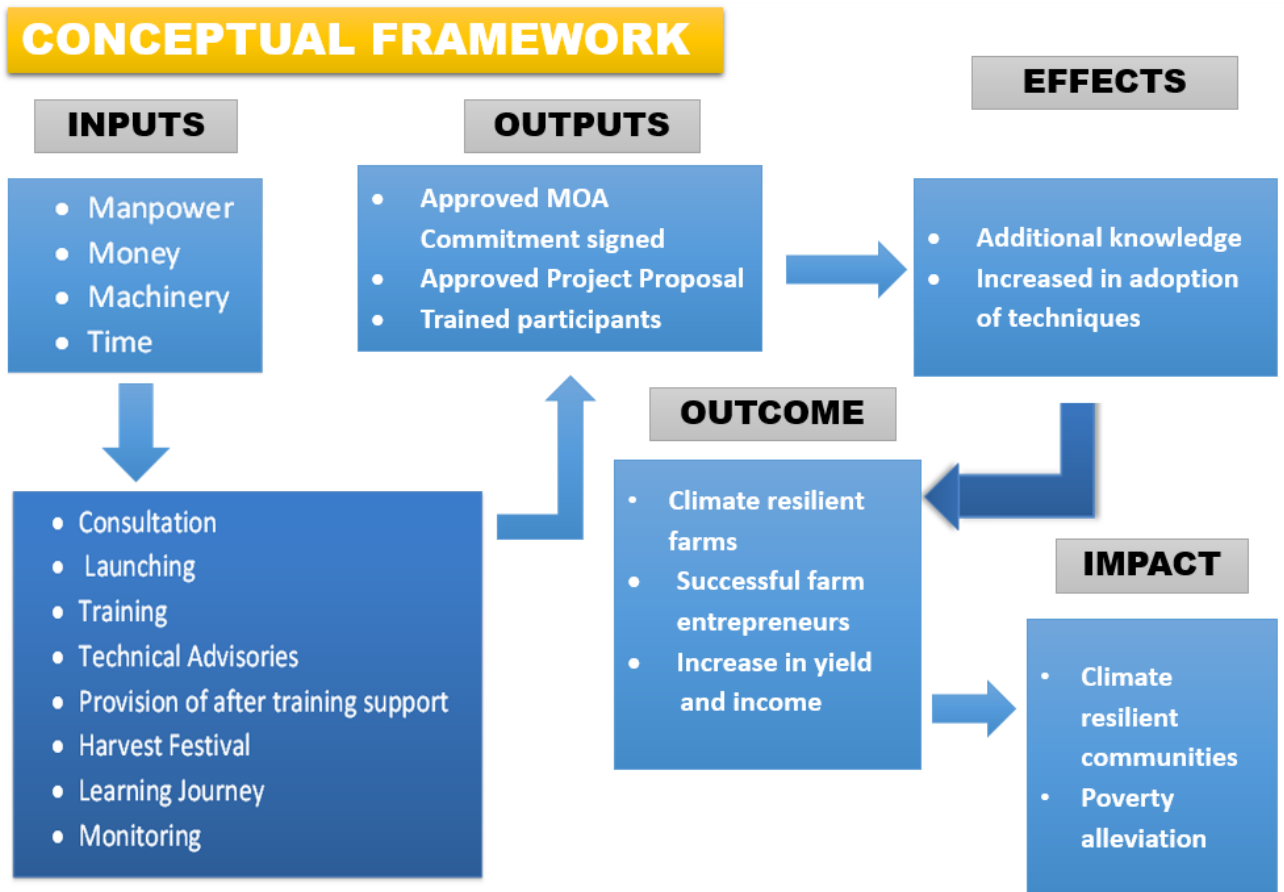 CONCEPTUAL FRAMEWORK
INPUTS
• Manpower
• Money
• Machinery
• Time
• Consultation
• Launching
• Training
• Technical Advisories
• Provision of after training support
• Harvest Festival
• Learning Journey
• Monitoring
OUTPUTS
• Approved MOA
Commitment signed
• Approved Project Proposal
• Trained participants
EFFECTS
• Additional knowledge
• Increased in adoption
of techniques
OUTCOME
• Climate resilient
farms
• Successful farm
entrepreneurs
• Increase in yield
and income
IMPACT
• Climate
resilient
communities
• Poverty
alleviation